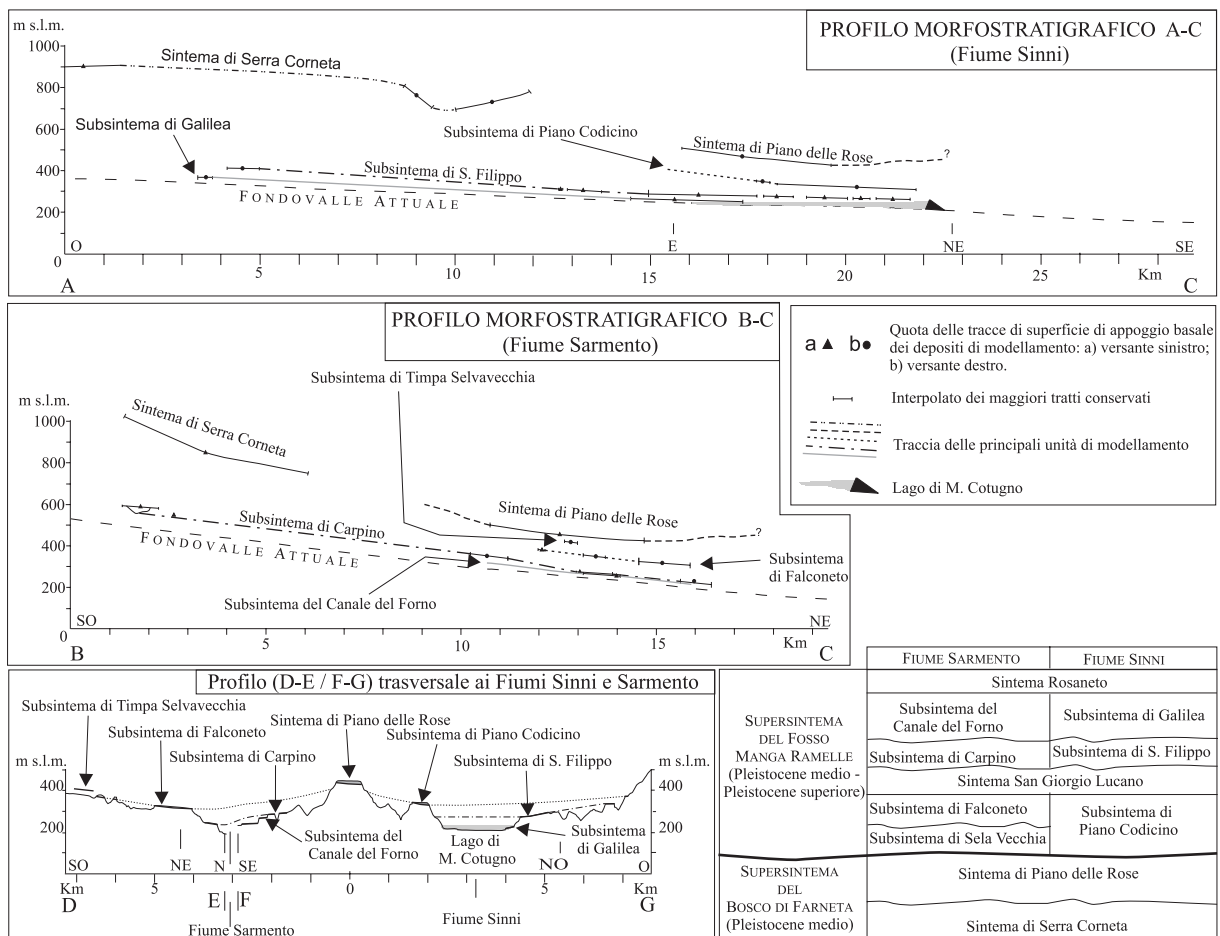 PROFILO MORFOSTRATIGRAFICO A-C
(Fiume Sinni)
m s.l.m.
1000
800
600
400
200
0
Sintema di Serra Corneta
Subsintema di Galilea
Subsintema di Piano Codicino
Sintema di Piano delle Rose
?
Subsintema di S. Filippo
FONDOVALLE ATTUALE
O
E
NE
SE
5
10
15
20
25
Km
A
C
PROFILO MORFOSTRATIGRAFICO B-C
(Fiume Sarmento)
Subsintema di Timpa Selvavecchia
m s.l.m.
1000
800
600
400
200
0
Sintema di Serra Corneta
Sintema di Piano delle Rose
?
Subsintema di Carpino
FONDOVALLE ATTUALE
Subsintema
di Falconeto
Subsintema del Canale del Forno
SO
NE
5
10
15
Km
B
C
a
b
Quota delle tracce di superficie di appoggio basale
dei depositi di modellamento: a) versante sinistro;
b) versante destro.
Interpolato dei maggiori tratti conservati
Traccia delle principali unità di modellamento
Lago di M. Cotugno
Profilo (D-E / F-G) trasversale ai Fiumi Sinni e Sarmento
Subsintema di Timpa Selvavecchia
Subsintema di Falconeto
Subsintema di Carpino
Sintema di Piano delle Rose
Subsintema di Piano Codicino
Subsintema di S. Filippo
m s.l.m.
400
200
m s.l.m.
400
200
Subsintema del
Canale del Forno
Lago di
M. Cotugno
Subsintema
di Galilea
SO
NE
N
SE
NO
O
Km
5
0
5
Km
D
E
F
G
Fiume Sarmento
Fiume Sinni
FIUME SARMENTO
FIUME SINNI
SUPERSINTEMA
DEL FOSSO
MANGA RAMELLE
(Pleistocene medio -
Pleistocene superiore)
Sintema Rosaneto
Subsintema del
Canale del Forno
Subsintema di Galilea
Subsintema di Carpino
Subsintema di S. Filippo
Sintema San Giorgio Lucano
Subsintema di Falconeto
Subsintema di Sela Vecchia
Subsintema di
Piano Codicino
SUPERSINTEMA
DEL
BOSCO DI FARNETA
(Pleistocene medio)
Sintema di Piano delle Rose
Sintema di Serra Corneta